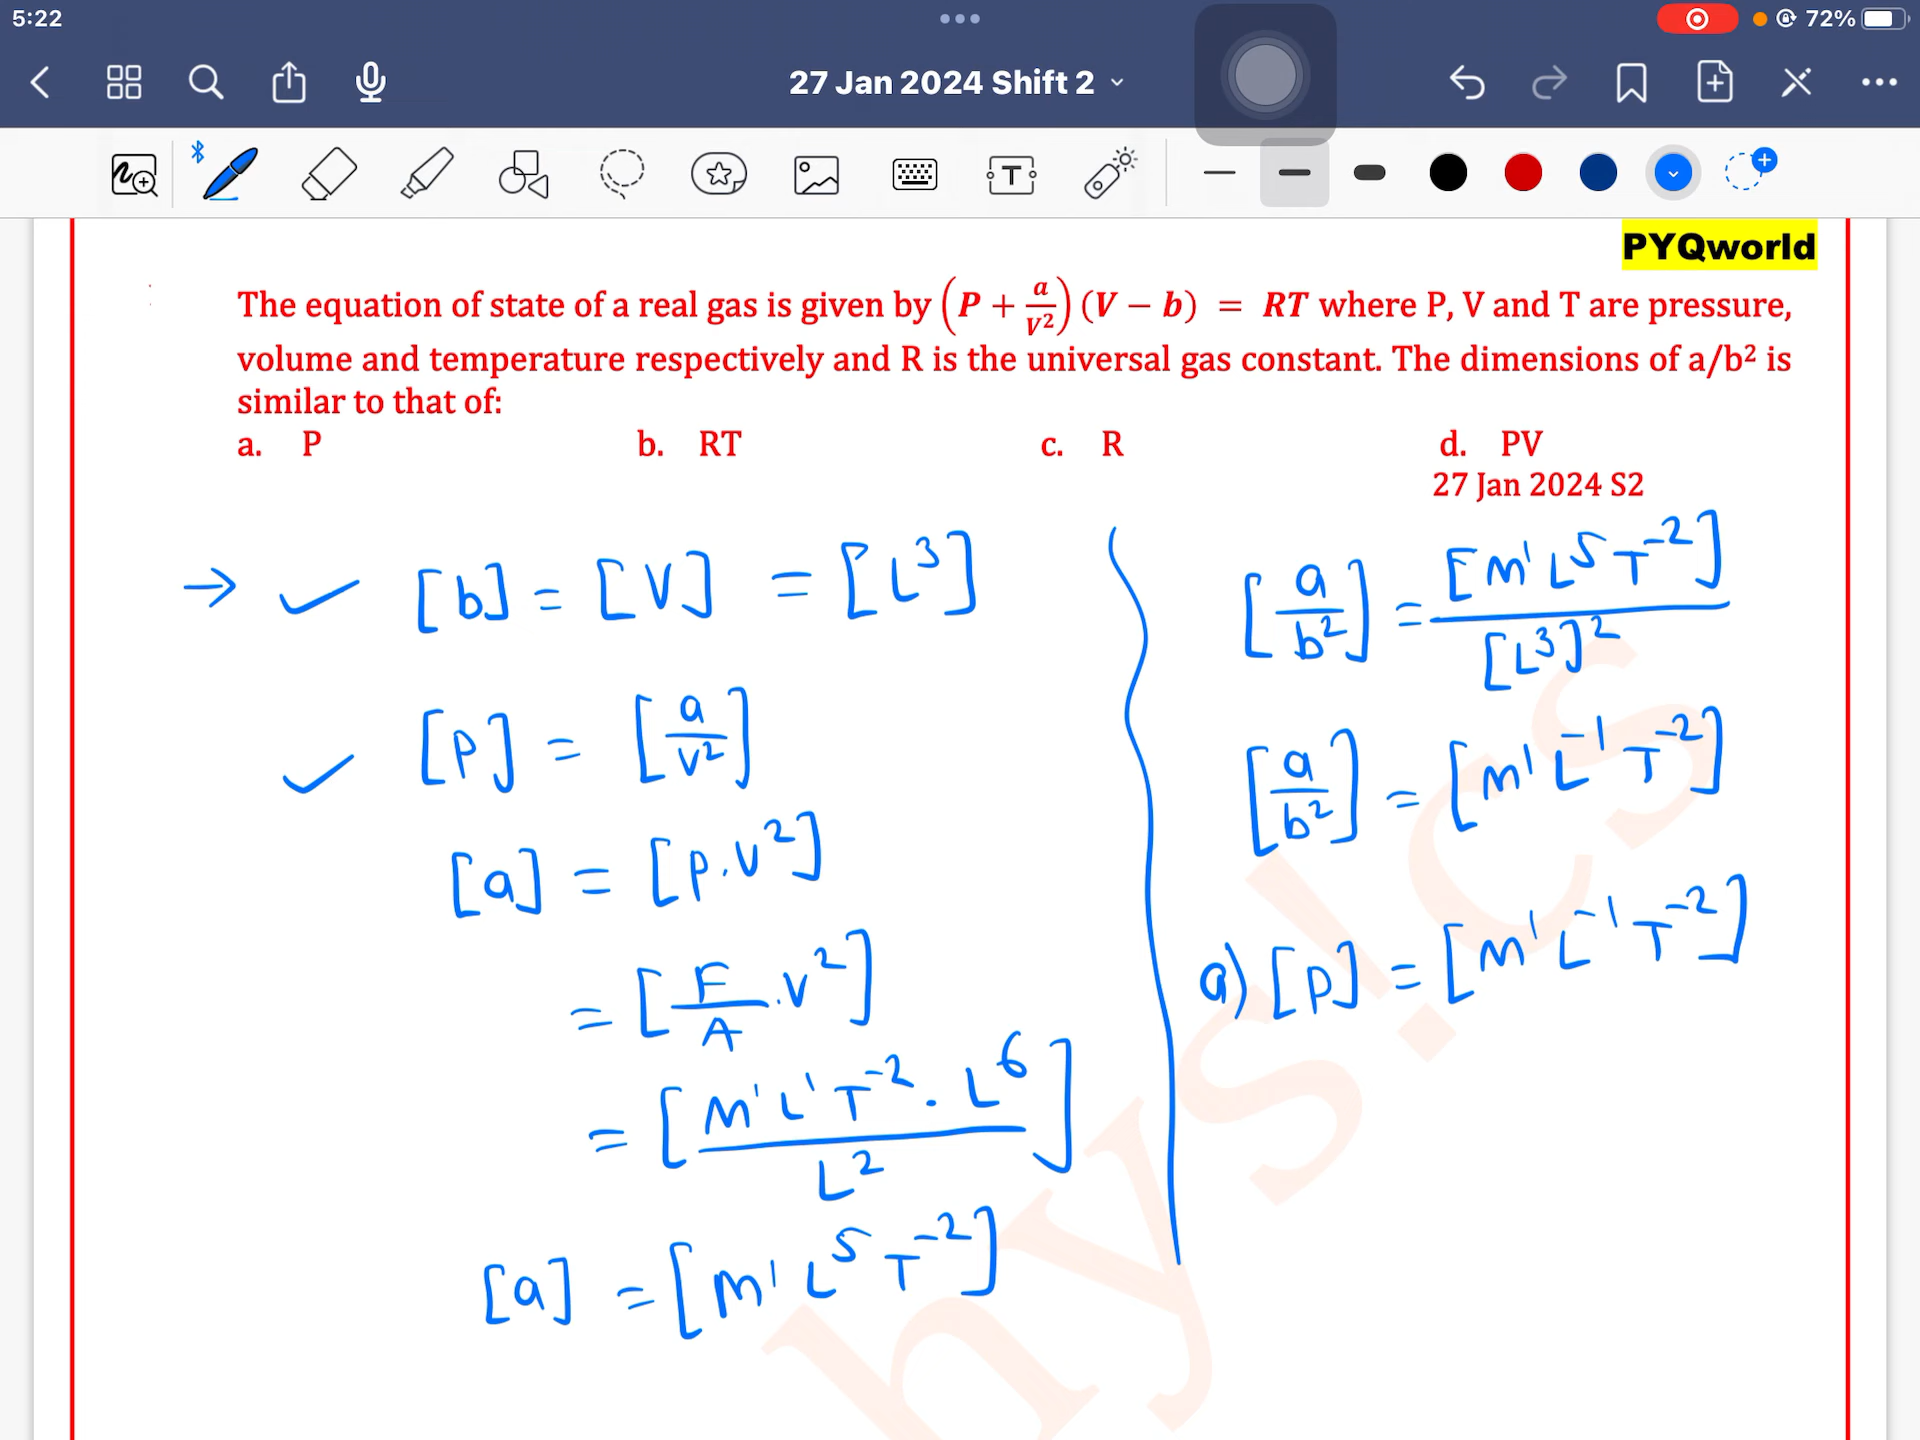 5:22
72%
27 Jan 2024 Shift 2
PYQworld
The equation of state of a real gas is given by (P + a/V²) (V − b) = RT where P, V and T are pressure,
volume and temperature respectively and R is the universal gas constant. The dimensions of a/b² is
similar to that of:
a. P b. RT c. R d. PV
27 Jan 2024 S2
→ ✓ [b] = [V] = [L³]
✓ [P] = [a/V²]
[a] = [P.V²]
= [F/A .V²]
= [M¹L¹T⁻² . L⁶ / L²]
[a] = [M¹L⁵T⁻²]
[a/b²] = [M¹L⁵T⁻²] / [L³]²
[a/b²] = [M¹L⁻¹T⁻²]
a) [P] = [M¹L⁻¹T⁻²]
hys!cs